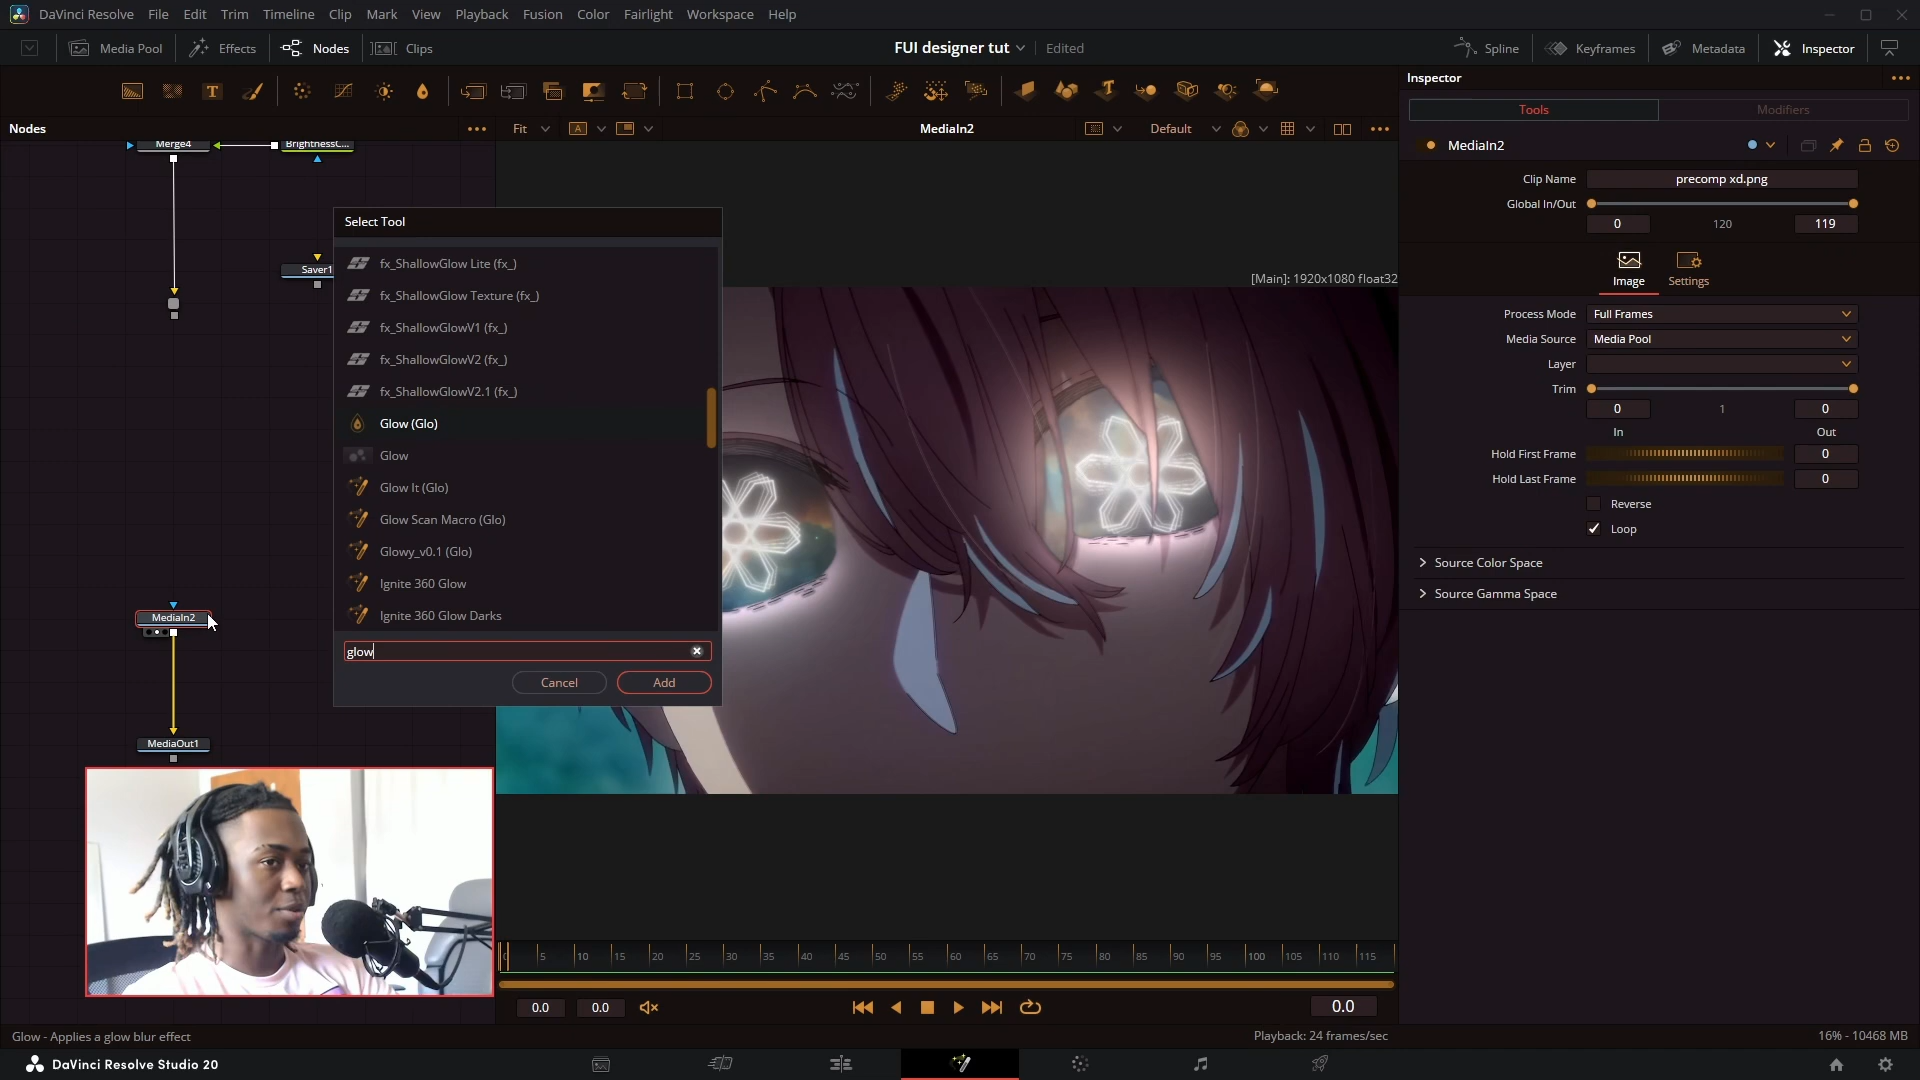 DaVinci Resolve File Edit Trim Timeline Clip Mark View Playback Fusion Color Fairlight Workspace Help
Media Pool Effects Nodes Clips FUI designer tut Edited Spline Keyframes Metadata Inspector
Inspector
Tools Modifiers
Nodes Fit A MediaIn2 Default
MediaIn2
Merge4 BrightnessC...
Clip Name precomp xd.png
Global In/Out
0 120 119
Select Tool
fx_ShallowGlow Lite (fx_)
fx_ShallowGlow Texture (fx_)
fx_ShallowGlowV1 (fx_)
fx_ShallowGlowV2 (fx_)
fx_ShallowGlowV2.1 (fx_)
Glow (Glo)
Glow
Glow It (Glo)
Glow Scan Macro (Glo)
Glowy_v0.1 (Glo)
Ignite 360 Glow
Ignite 360 Glow Darks
glow
Cancel Add
Saver1
[Main]: 1920x1080 float32
Image Settings
Process Mode Full Frames
Media Source Media Pool
Layer
Trim
0 1 0
In Out
Hold First Frame 0
Hold Last Frame 0
Reverse
Loop
Source Color Space
Source Gamma Space
MediaIn2
MediaOut1
0 5 10 15 20 25 30 35 40 45 50 55 60 65 70 75 80 85 90 95 100 105 110 115
0.0 0.0 0.0
Glow - Applies a glow blur effect Playback: 24 frames/sec 16% - 10468 MB
DaVinci Resolve Studio 20